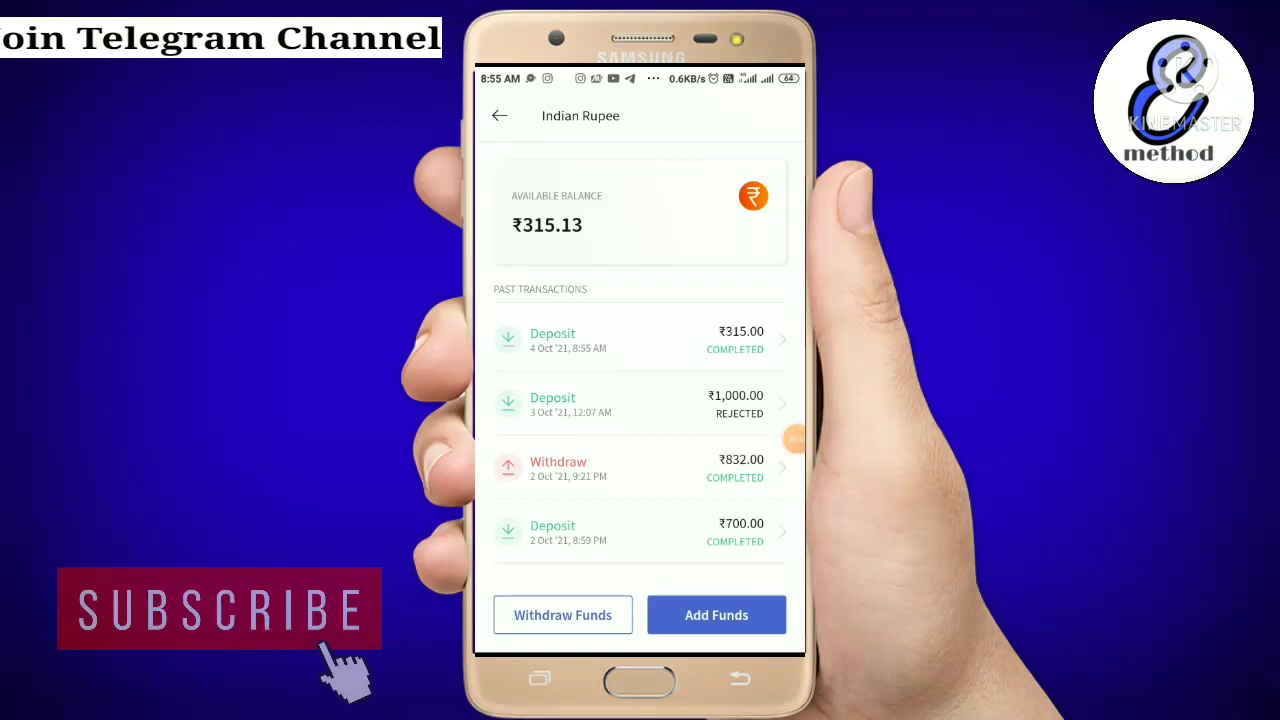 Join Telegram Channel
KINEMASTER
method
SAMSUNG
8:55 AM
0.6KB/s
4G
64
Indian Rupee
AVAILABLE BALANCE
₹315.13
PAST TRANSACTIONS
Deposit
₹315.00
4 Oct '21, 8:55 AM
COMPLETED
Deposit
₹1,000.00
3 Oct '21, 12:07 AM
REJECTED
Withdraw
₹832.00
2 Oct '21, 9:21 PM
COMPLETED
Deposit
₹700.00
2 Oct '21, 8:59 PM
COMPLETED
Withdraw Funds
Add Funds
SUBSCRIBE